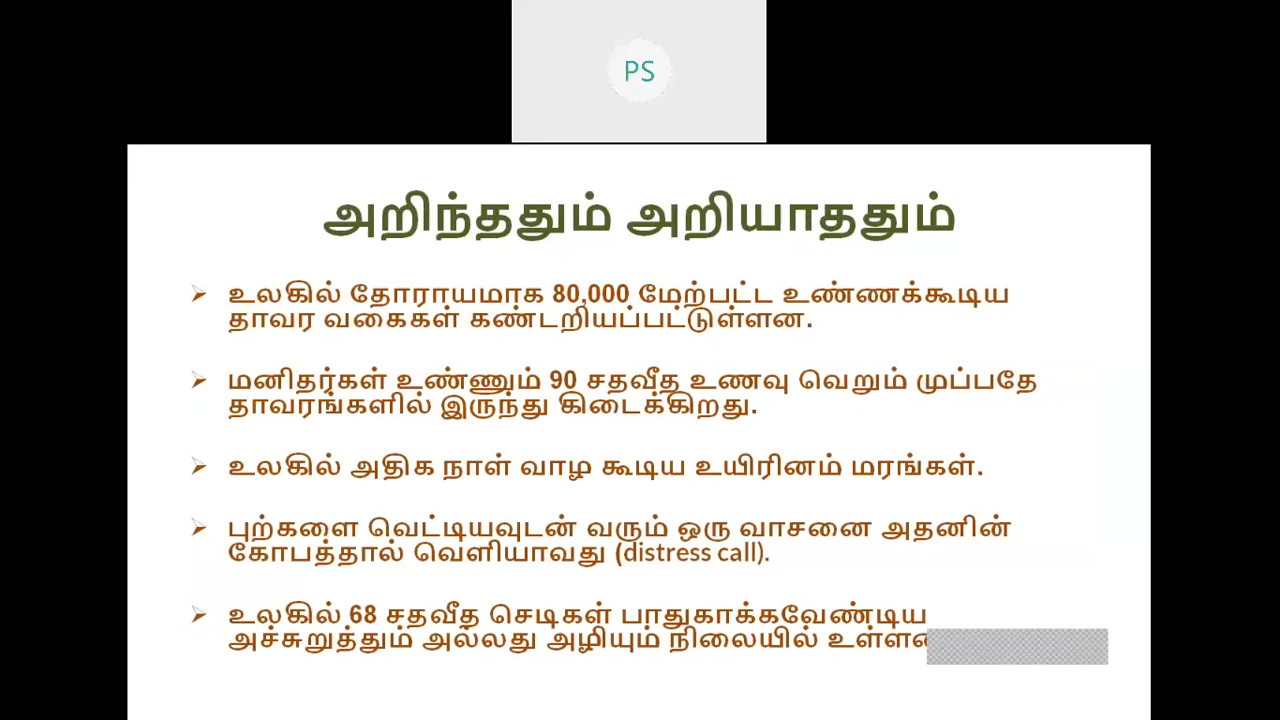 PS
அறிந்ததும் அறியாததும்
➢ உலகில் தோராயமாக 80,000 மேற்பட்ட உண்ணக்கூடிய
தாவர வகைகள் கண்டறியப்பட்டுள்ளன.
➢ மனிதர்கள் உண்ணும் 90 சதவீத உணவு வெறும் முப்பதே
தாவரங்களில் இருந்து கிடைக்கிறது.
➢ உலகில் அதிக நாள் வாழ கூடிய உயிரினம் மரங்கள்.
➢ புற்களை வெட்டியவுடன் வரும் ஒரு வாசனை அதனின்
கோபத்தால் வெளியாவது (distress call).
➢ உலகில் 68 சதவீத செடிகள் பாதுகாக்கவேண்டிய
அச்சுறுத்தும் அல்லது அழியும் நிலையில்